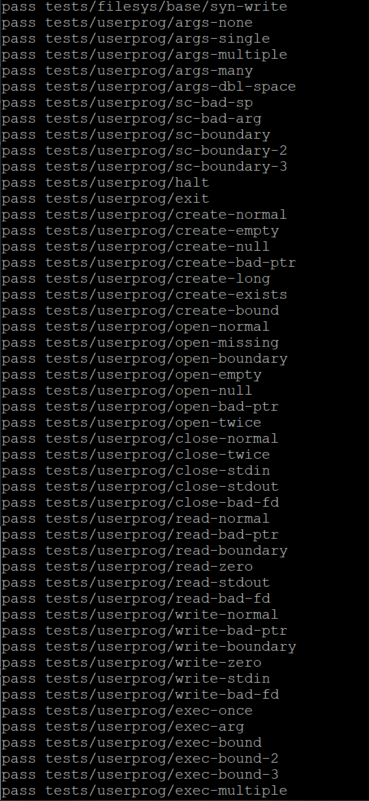 pass tests/filesys/base/syn-write
pass tests/userprog/args-none
pass tests/userprog/args-single
pass tests/userprog/args-multiple
pass tests/userprog/args-many
pass tests/userprog/args-dbl-space
pass tests/userprog/sc-bad-sp
pass tests/userprog/sc-bad-arg
pass tests/userprog/sc-boundary
pass tests/userprog/sc-boundary-2
pass tests/userprog/sc-boundary-3
pass tests/userprog/halt
pass tests/userprog/exit
pass tests/userprog/create-normal
pass tests/userprog/create-empty
pass tests/userprog/create-null
pass tests/userprog/create-bad-ptr
pass tests/userprog/create-long
pass tests/userprog/create-exists
pass tests/userprog/create-bound
pass tests/userprog/open-normal
pass tests/userprog/open-missing
pass tests/userprog/open-boundary
pass tests/userprog/open-empty
pass tests/userprog/open-null
pass tests/userprog/open-bad-ptr
pass tests/userprog/open-twice
pass tests/userprog/close-normal
pass tests/userprog/close-twice
pass tests/userprog/close-stdin
pass tests/userprog/close-stdout
pass tests/userprog/close-bad-fd
pass tests/userprog/read-normal
pass tests/userprog/read-bad-ptr
pass tests/userprog/read-boundary
pass tests/userprog/read-zero
pass tests/userprog/read-stdout
pass tests/userprog/read-bad-fd
pass tests/userprog/write-normal
pass tests/userprog/write-bad-ptr
pass tests/userprog/write-boundary
pass tests/userprog/write-zero
pass tests/userprog/write-stdin
pass tests/userprog/write-bad-fd
pass tests/userprog/exec-once
pass tests/userprog/exec-arg
pass tests/userprog/exec-bound
pass tests/userprog/exec-bound-2
pass tests/userprog/exec-bound-3
pass tests/userprog/exec-multiple